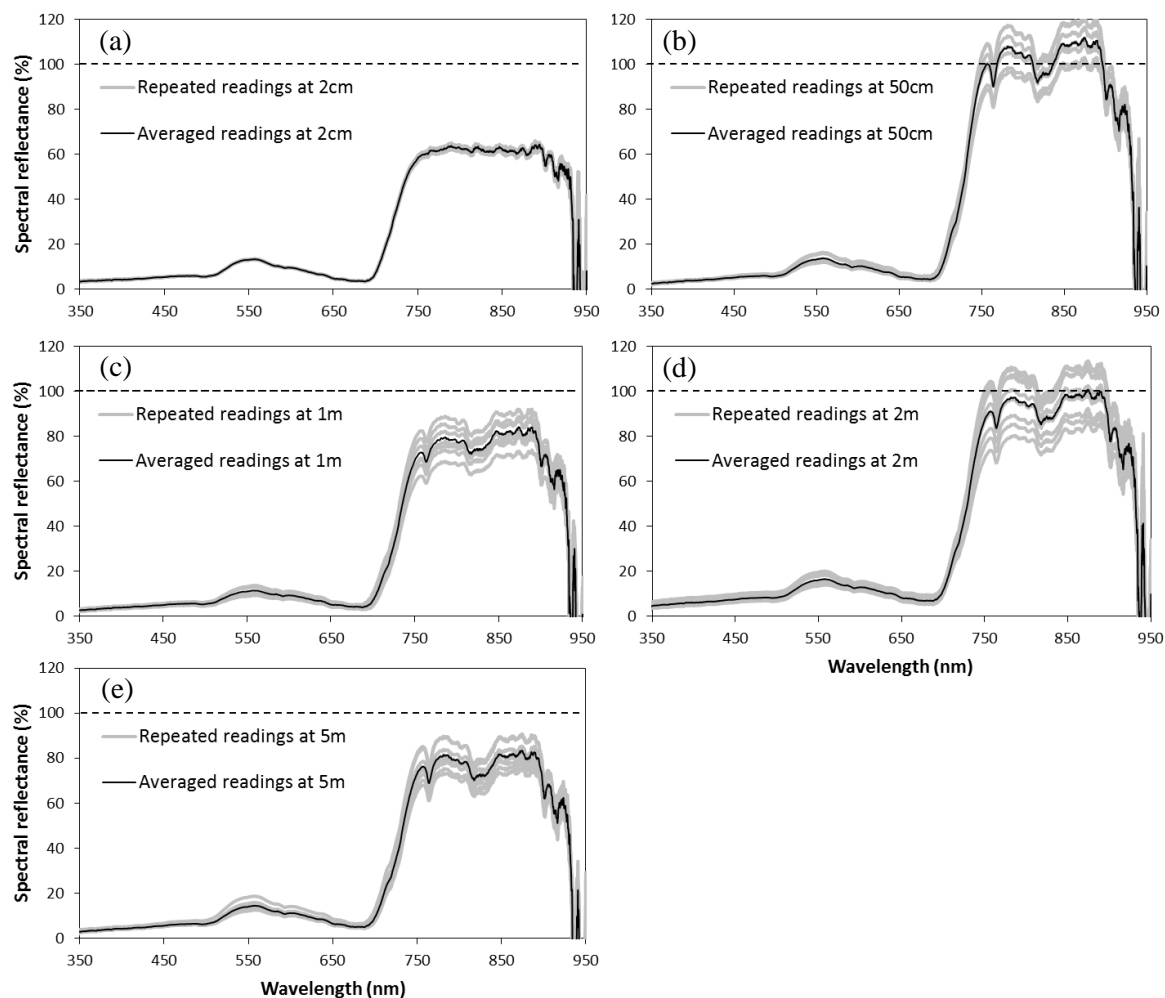 (a)
Spectral reflectance (%)
120
100
80
60
40
20
0
Repeated readings at 2cm
Averaged readings at 2cm
350 450 550 650 750 850 950
(b)
120
100
80
60
40
20
0
Repeated readings at 50cm
Averaged readings at 50cm
350 450 550 650 750 850 950
(c)
Spectral reflectance (%)
120
100
80
60
40
20
0
Repeated readings at 1m
Averaged readings at 1m
350 450 550 650 750 850 950
(d)
120
100
80
60
40
20
0
Repeated readings at 2m
Averaged readings at 2m
350 450 550 650 750 850 950
Wavelength (nm)
(e)
Spectral reflectance (%)
120
100
80
60
40
20
0
Repeated readings at 5m
Averaged readings at 5m
350 450 550 650 750 850 950
Wavelength (nm)